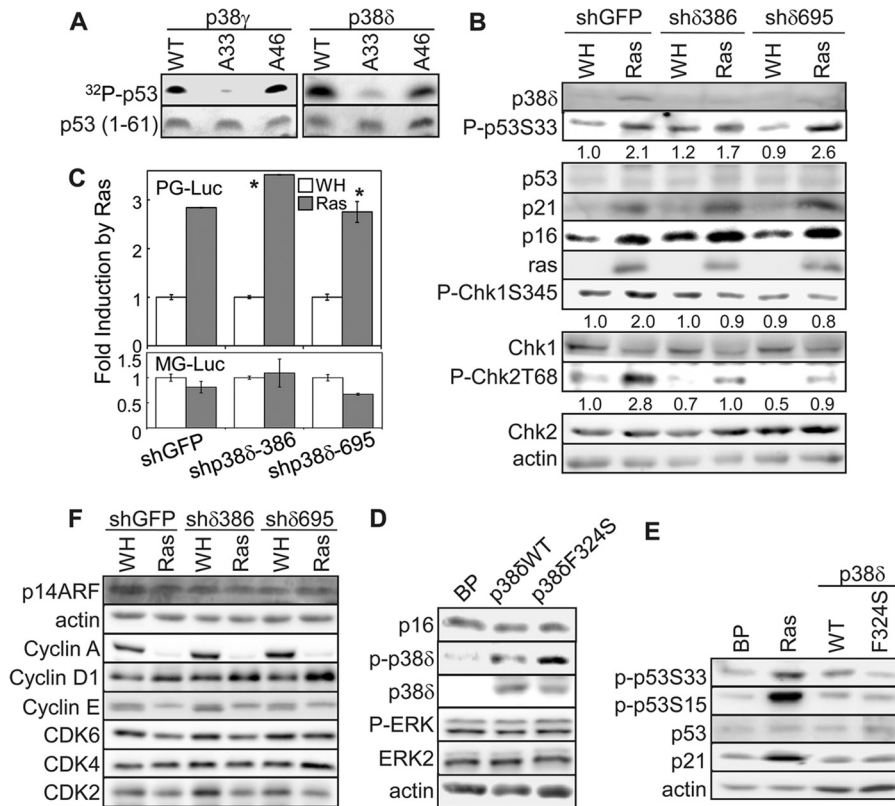 A
p38γ
p38δ
WT A33 A46 WT A33 A46
³²P-p53
p53 (1-61)
B
shGFP shδ386 shδ695
WH Ras WH Ras WH Ras
p38δ
P-p53S33
1.0 2.1 1.2 1.7 0.9 2.6
p53
p21
p16
ras
P-Chk1S345
1.0 2.0 1.0 0.9 0.9 0.8
Chk1
P-Chk2T68
1.0 2.8 0.7 1.0 0.5 0.9
Chk2
actin
C
Fold Induction by Ras
PG-Luc
WH
Ras
* *
3
2
1
0
MG-Luc
1.5
1
0.5
0
shGFP
shp38δ-386
shp38δ-695
F
shGFP shδ386 shδ695
WH Ras WH Ras WH Ras
p14ARF
actin
Cyclin A
Cyclin D1
Cyclin E
CDK6
CDK4
CDK2
D
BP p38δWT p38δF324S
p16
p-p38δ
p38δ
P-ERK
ERK2
actin
E
p38δ
BP Ras WT F324S
p-p53S33
p-p53S15
p53
p21
actin